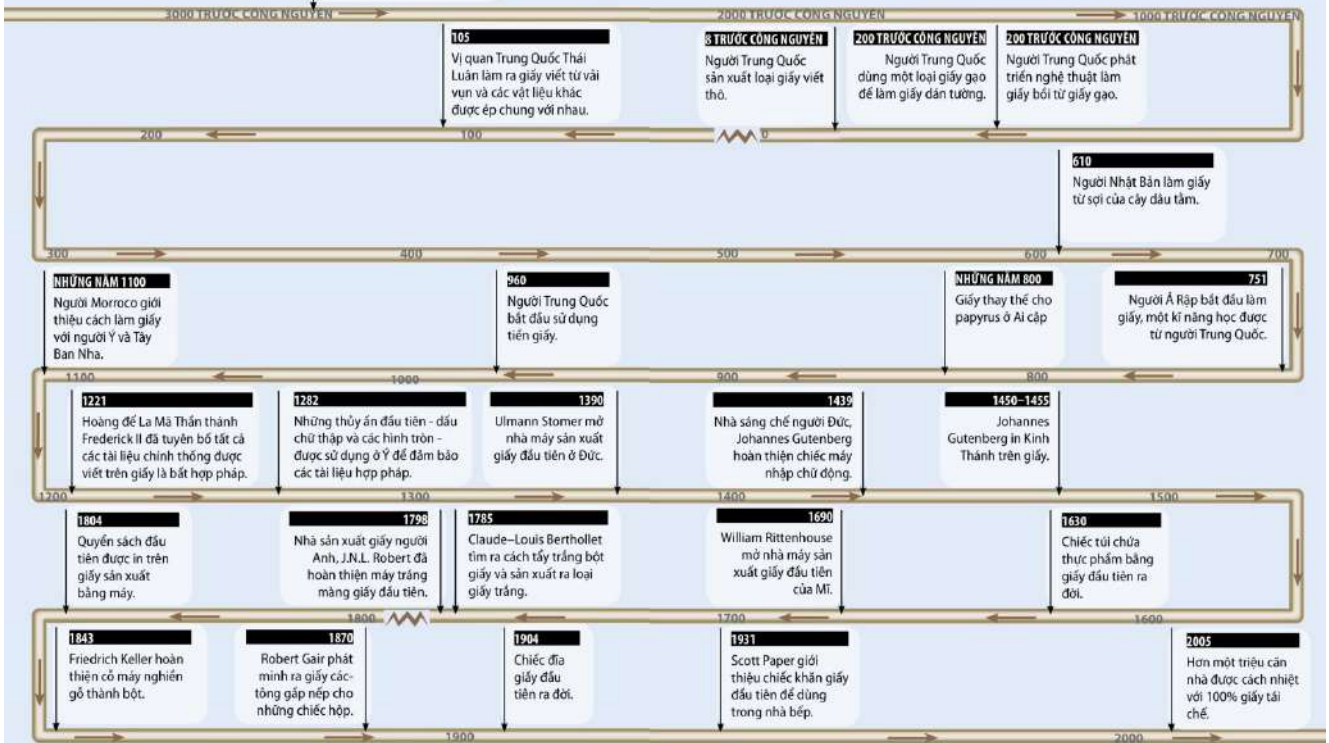 3000 TRƯỚC CÔNG NGUYÊN
2000 TRƯỚC CÔNG NGUYÊN
1000 TRƯỚC CÔNG NGUYÊN
200 TRƯỚC CÔNG NGUYÊN
Người Trung Quốc phát
triển nghệ thuật làm
giấy bồi từ giấy gạo.
200 TRƯỚC CÔNG NGUYÊN
Người Trung Quốc
dùng một loại giấy gạo
để làm giấy dán tường.
8 TRƯỚC CÔNG NGUYÊN
Người Trung Quốc
sản xuất loại giấy viết
thô.
105
Vị quan Trung Quốc Thái
Luân làm ra giấy viết từ vải
vụn và các vật liệu khác
được ép chung với nhau.
0
100
200
610
Người Nhật Bản làm giấy
từ sợi của cây dâu tằm.
300
400
500
600
700
751
Người Ả Rập bắt đầu làm
giấy, một kĩ năng học được
từ người Trung Quốc.
NHỮNG NĂM 800
Giấy thay thế cho
papyrus ở Ai cập
960
Người Trung Quốc
bắt đầu sử dụng
tiền giấy.
NHỮNG NĂM 1100
Người Morroco giới
thiệu cách làm giấy
với người Ý và Tây
Ban Nha.
800
900
1000
1100
1221
Hoàng đế La Mã Thần thánh
Frederick II đã tuyên bố tất cả
các tài liệu chính thống được
viết trên giấy là bất hợp pháp.
1282
Những thủy ấn đầu tiên - dấu
chữ thập và các hình tròn -
được sử dụng ở Ý để đảm bảo
các tài liệu hợp pháp.
1390
Ulmann Stomer mở
nhà máy sản xuất
giấy đầu tiên ở Đức.
1439
Nhà sáng chế người Đức,
Johannes Gutenberg
hoàn thiện chiếc máy
nhập chữ động.
1450–1455
Johannes
Gutenberg in Kinh
Thánh trên giấy.
1200
1300
1400
1500
1630
Chiếc túi chứa
thực phẩm bằng
giấy đầu tiên ra
đời.
1690
William Rittenhouse
mở nhà máy sản
xuất giấy đầu tiên
của Mĩ.
1785
Claude–Louis Berthollet
tìm ra cách tẩy trắng bột
giấy và sản xuất ra loại
giấy trắng.
1798
Nhà sản xuất giấy người
Anh, J.N.L. Robert đã
hoàn thiện máy tráng
màng giấy đầu tiên.
1804
Quyển sách đầu
tiên được in trên
giấy sản xuất
bằng máy.
1600
1700
1800
1843
Friedrich Keller hoàn
thiện cỗ máy nghiền
gỗ thành bột.
1870
Robert Gair phát
minh ra giấy các-
tông gấp nếp cho
những chiếc hộp.
1904
Chiếc đĩa
giấy đầu
tiên ra đời.
1931
Scott Paper giới
thiệu chiếc khăn giấy
đầu tiên để dùng
trong nhà bếp.
2005
Hơn một triệu căn
nhà được cách nhiệt
với 100% giấy tái
chế.
1900
2000